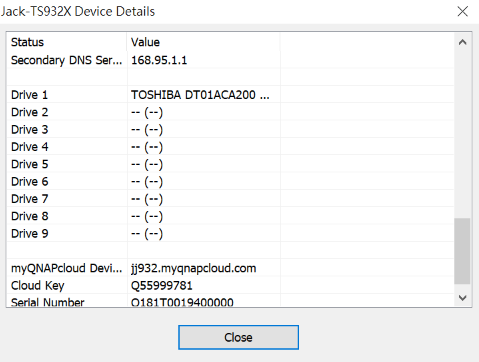 Jack-TS932X Device Details
Status Value
Secondary DNS Ser... 168.95.1.1
Drive 1 TOSHIBA DT01ACA200 ...
Drive 2 -- (--)
Drive 3 -- (--)
Drive 4 -- (--)
Drive 5 -- (--)
Drive 6 -- (--)
Drive 7 -- (--)
Drive 8 -- (--)
Drive 9 -- (--)
myQNAPcloud Devi... jj932.myqnapcloud.com
Cloud Key Q55999781
Serial Number Q181T0019400000
Close